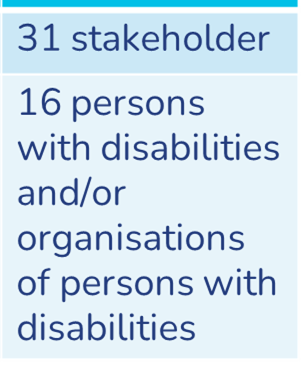 31 stakeholder
16 persons
with disabilities
and/or
organisations
of persons with
disabilities